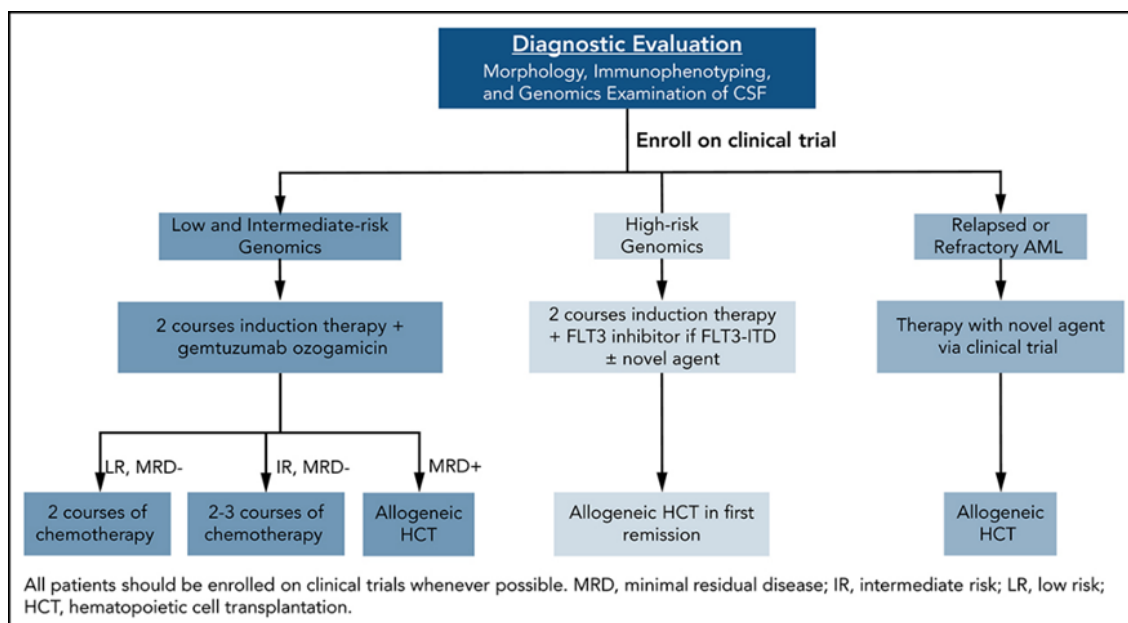 Diagnostic Evaluation
Morphology, Immunophenotyping,
and Genomics Examination of CSF
Enroll on clinical trial
Low and Intermediate-risk
Genomics
High-risk
Genomics
Relapsed or
Refractory AML
2 courses induction therapy +
gemtuzumab ozogamicin
2 courses induction therapy
+ FLT3 inhibitor if FLT3-ITD
± novel agent
Therapy with novel agent
via clinical trial
LR, MRD-
IR, MRD-
MRD+
2 courses of
chemotherapy
2-3 courses of
chemotherapy
Allogeneic
HCT
Allogeneic HCT in first
remission
Allogeneic
HCT
All patients should be enrolled on clinical trials whenever possible. MRD, minimal residual disease; IR, intermediate risk; LR, low risk;
HCT, hematopoietic cell transplantation.